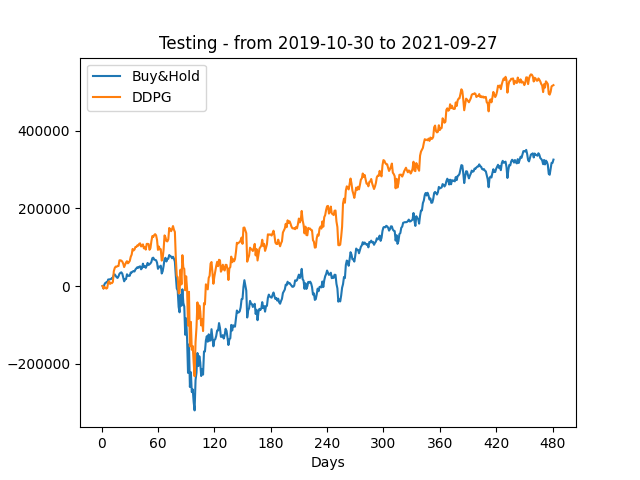 Testing - from 2019-10-30 to 2021-09-27
Buy&Hold
DDPG
400000
200000
0
−200000
0 60 120 180 240 300 360 420 480
Days